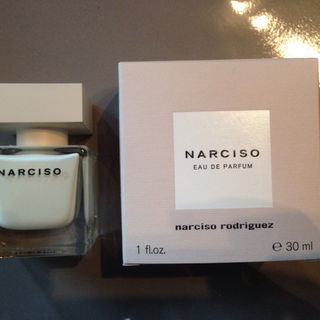 NARCISO
NARCISO
EAU DE PARFUM
narciso rodriguez
1 fl.oz.
℮ 30 ml